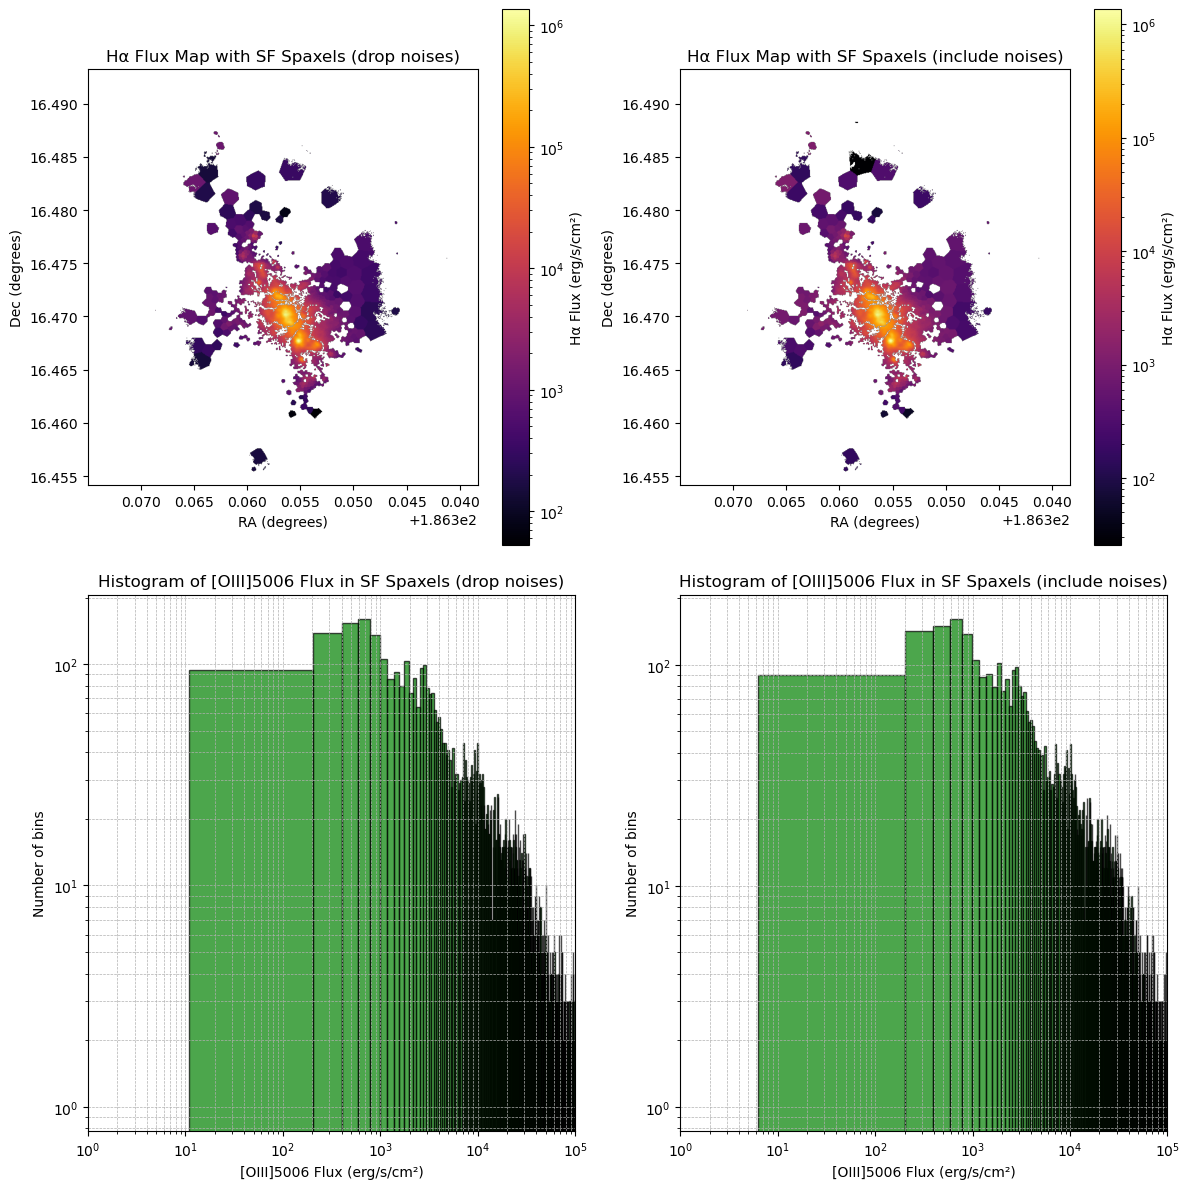 Hα Flux Map with SF Spaxels (drop noises)
Dec (degrees)
16.490
16.485
16.480
16.475
16.470
16.465
16.460
16.455
0.070 0.065 0.060 0.055 0.050 0.045 0.040
RA (degrees)
+1.863e2
10⁶
10⁵
10⁴
10³
10²
Hα Flux (erg/s/cm²)
Hα Flux Map with SF Spaxels (include noises)
Dec (degrees)
16.490
16.485
16.480
16.475
16.470
16.465
16.460
16.455
0.070 0.065 0.060 0.055 0.050 0.045 0.040
RA (degrees)
+1.863e2
10⁶
10⁵
10⁴
10³
10²
Hα Flux (erg/s/cm²)
Histogram of [OIII]5006 Flux in SF Spaxels (drop noises)
Number of bins
10²
10¹
10⁰
10⁰ 10¹ 10² 10³ 10⁴ 10⁵
[OIII]5006 Flux (erg/s/cm²)
Histogram of [OIII]5006 Flux in SF Spaxels (include noises)
Number of bins
10²
10¹
10⁰
10⁰ 10¹ 10² 10³ 10⁴ 10⁵
[OIII]5006 Flux (erg/s/cm²)